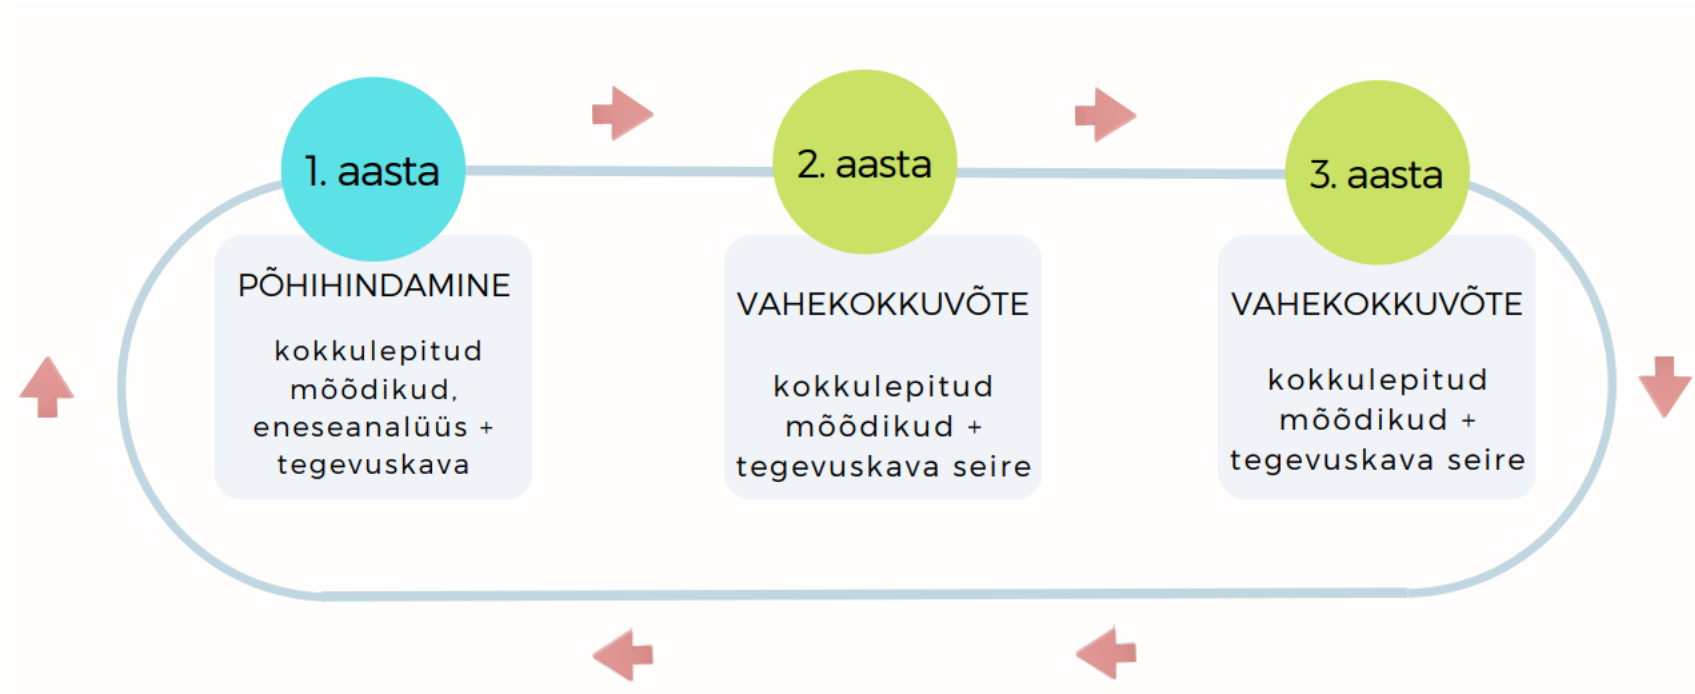 1. aasta
PÕHIHINDAMINE
kokkulepitud
mõõdikud,
eneseanalüüs +
tegevuskava
2. aasta
VAHEKOKKUVÕTE
kokkulepitud
mõõdikud +
tegevuskava seire
3. aasta
VAHEKOKKUVÕTE
kokkulepitud
mõõdikud +
tegevuskava seire